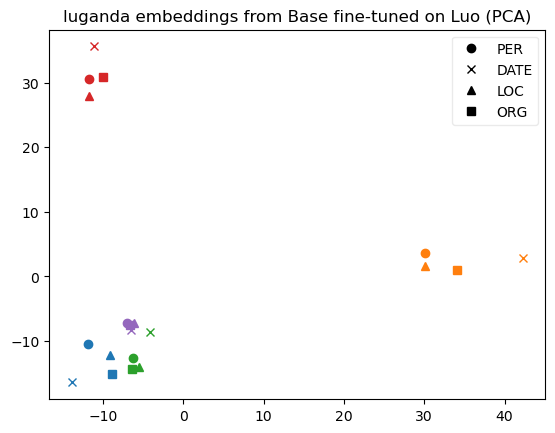 luganda embeddings from Base fine-tuned on Luo (PCA)
PER
DATE
LOC
ORG
30
20
10
0
−10
−10
0
10
20
30
40